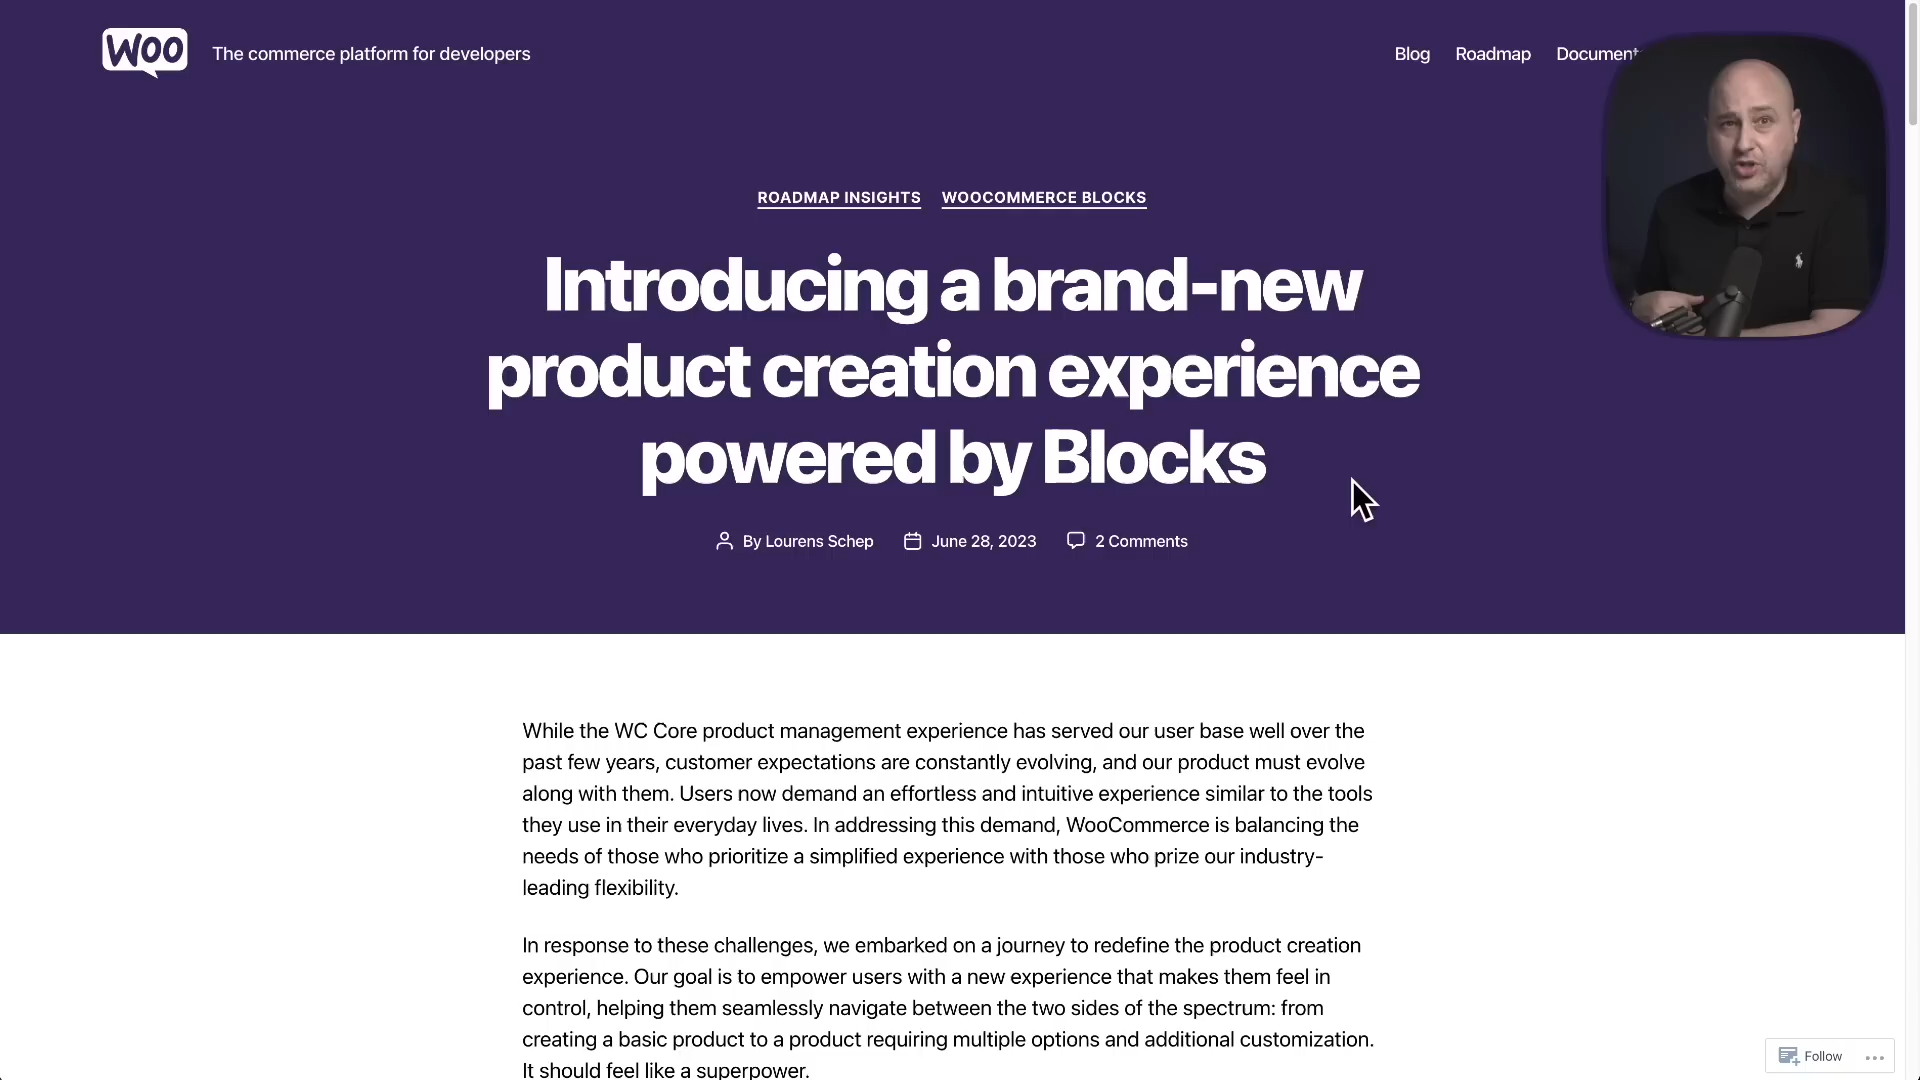 Woo
The commerce platform for developers
Blog
Roadmap
Document
ROADMAP INSIGHTS
WOOCOMMERCE BLOCKS
Introducing a brand-new
product creation experience
powered by Blocks
By Lourens Schep
June 28, 2023
2 Comments
While the WC Core product management experience has served our user base well over the
past few years, customer expectations are constantly evolving, and our product must evolve
along with them. Users now demand an effortless and intuitive experience similar to the tools
they use in their everyday lives. In addressing this demand, WooCommerce is balancing the
needs of those who prioritize a simplified experience with those who prize our industry-
leading flexibility.
In response to these challenges, we embarked on a journey to redefine the product creation
experience. Our goal is to empower users with a new experience that makes them feel in
control, helping them seamlessly navigate between the two sides of the spectrum: from
creating a basic product to a product requiring multiple options and additional customization.
It should feel like a superpower.
Follow